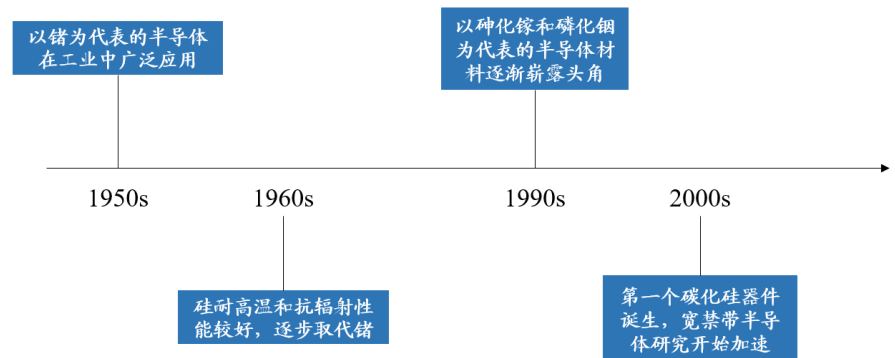 以锗为代表的半导体
在工业中广泛应用
以砷化镓和磷化铟
为代表的半导体材
料逐渐崭露头角
1950s
1960s
1990s
2000s
硅耐高温和抗辐射性
能较好，逐步取代锗
第一个碳化硅器件
诞生，宽禁带半导
体研究开始加速